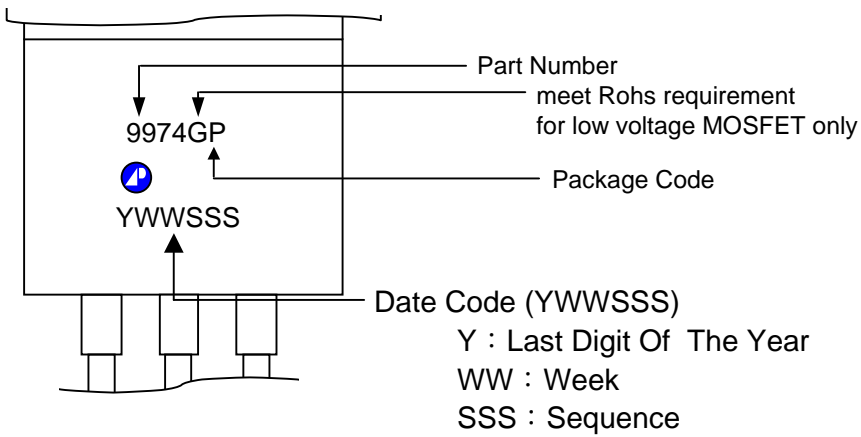 Part Number
meet Rohs requirement
for low voltage MOSFET only
9974GP
Package Code
YWWSSS
Date Code (YWWSSS)
Y：Last Digit Of The Year
WW：Week
SSS：Sequence